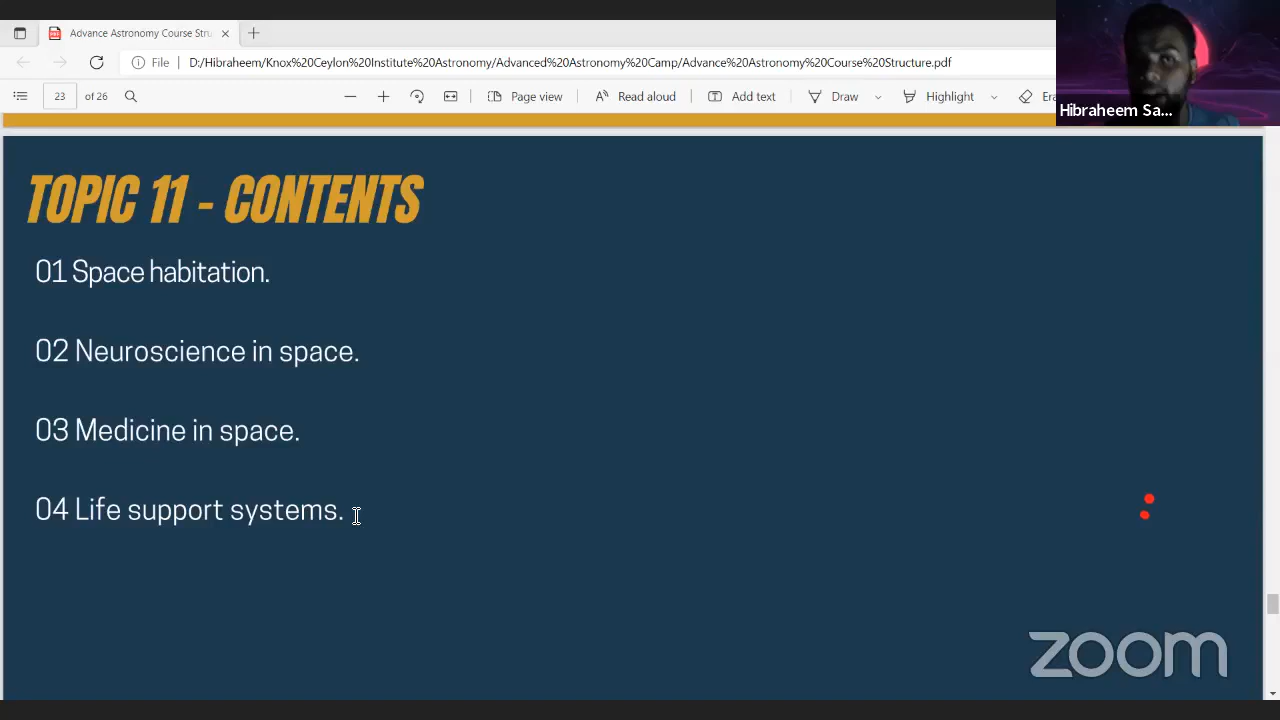 Advance Astronomy Course Stru
File
D:/Hibraheem/Knox%20Ceylon%20Institute%20Astronomy/Advanced%20Astronomy%20Camp/Advance%20Astronomy%20Course%20Structure.pdf
23 of 26
Page view
Read aloud
Add text
Draw
Highlight
Era
Hibraheem Sa...
TOPIC 11 - CONTENTS
01 Space habitation.
02 Neuroscience in space.
03 Medicine in space.
04 Life support systems.
zoom